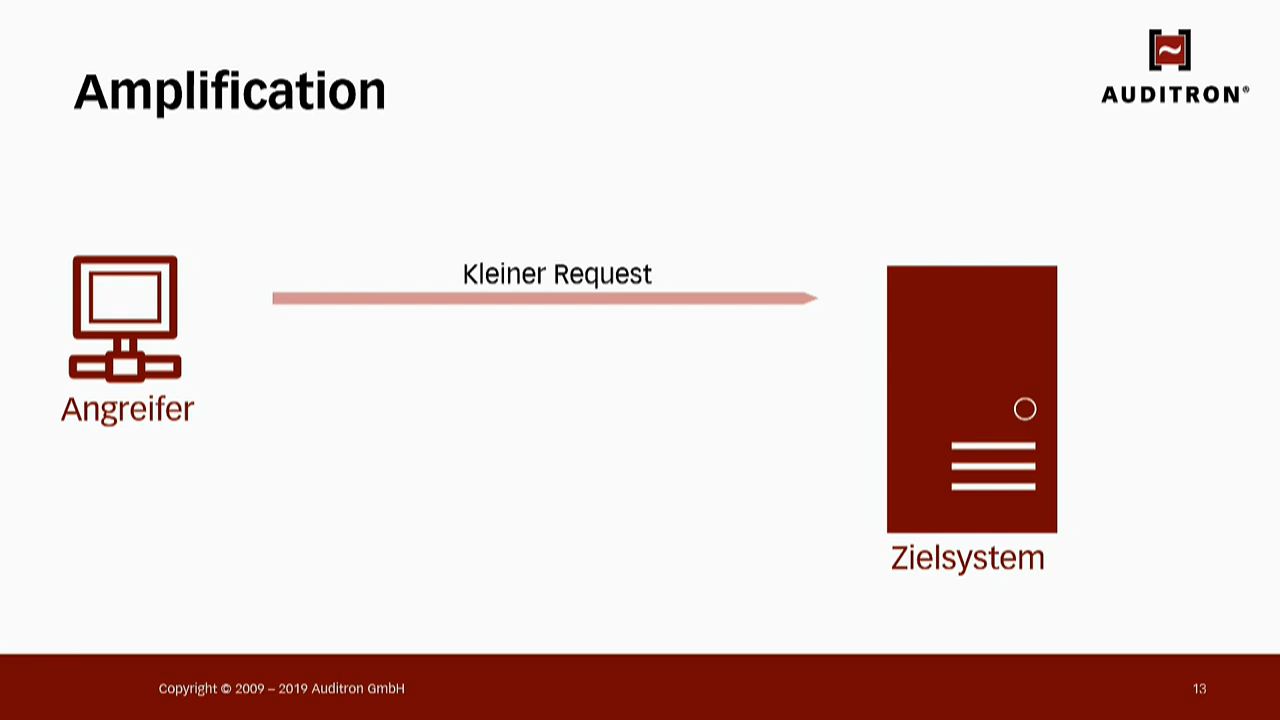 Amplification
AUDITRON®
Kleiner Request
Angreifer
Zielsystem
Copyright © 2009 – 2019 Auditron GmbH
13